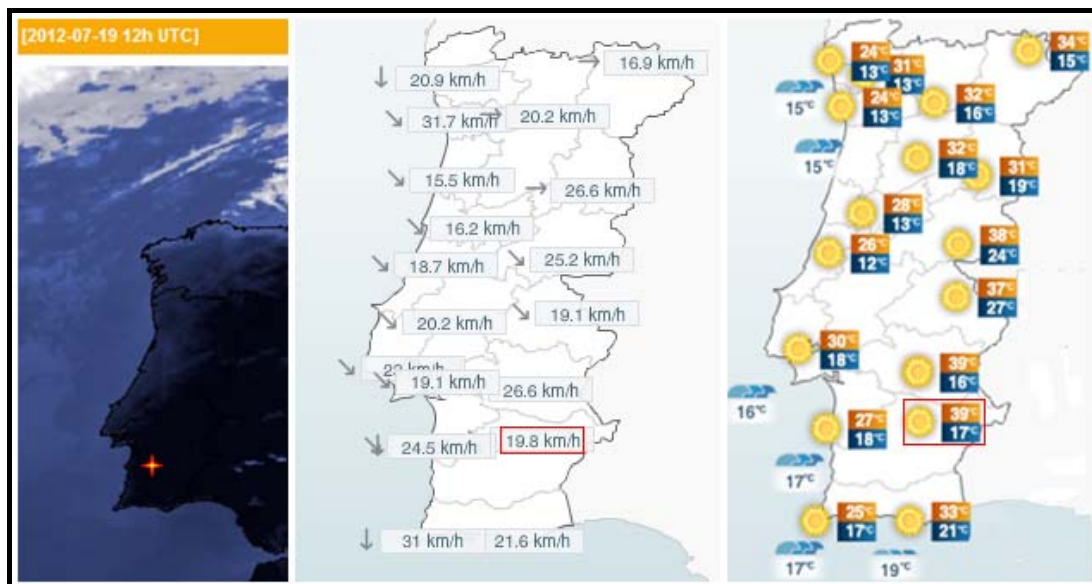 [2012-07-19 12h UTC]
16.9 km/h
20.9 km/h
31.7 km/h
20.2 km/h
15.5 km/h
26.6 km/h
16.2 km/h
18.7 km/h
25.2 km/h
20.2 km/h
19.1 km/h
km/h
19.1 km/h
26.6 km/h
24.5 km/h
19.8 km/h
31 km/h
21.6 km/h
34°C
15°C
24°C
13°C
31°C
13°C
15°C
24°C
13°C
32°C
16°C
15°C
32°C
18°C
31°C
19°C
28°C
13°C
26°C
12°C
38°C
24°C
37°C
27°C
30°C
18°C
39°C
16°C
16°C
27°C
18°C
39°C
17°C
17°C
25°C
17°C
33°C
21°C
17°C
19°C